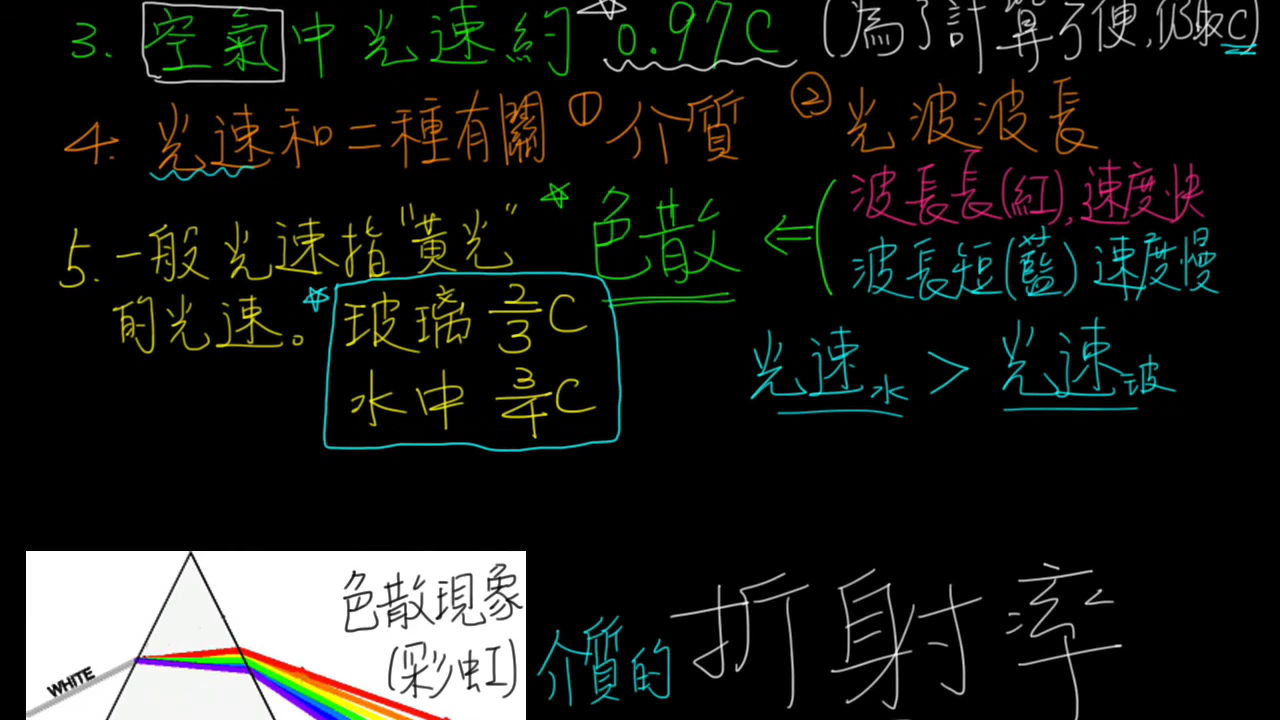 3. 空氣中光速約 0.97C (為了計算方便,仍取C)
4. 光速和二種有關 ① 介質 ② 光波波長
波長長(紅),速度快
5. 一般光速指"黃光" 色散 ⇐
波長短(藍) 速度慢
的光速。
玻璃 2/3 C
光速水 > 光速玻
水中 3/4 C
色散現象
(彩虹)
WHITE
介質的 折射率